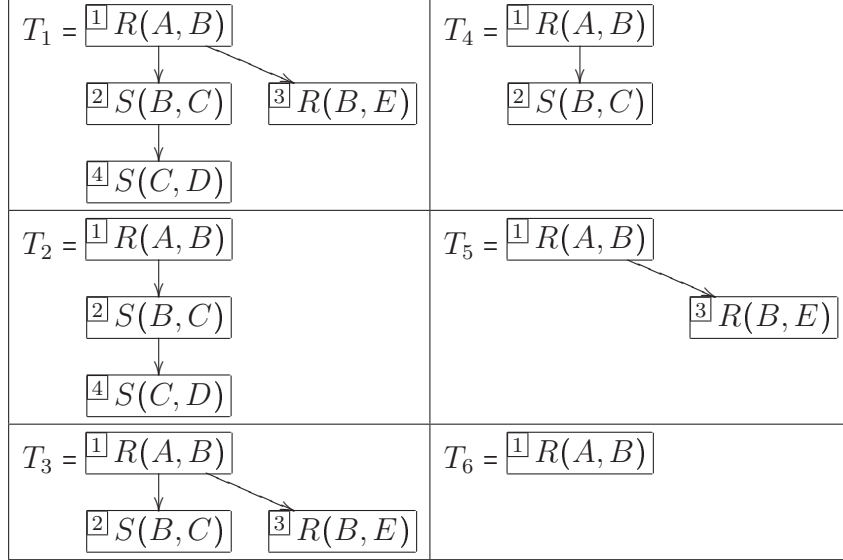 T₁ = 1 R(A, B)
2 S(B, C) 3 R(B, E)
4 S(C, D)
T₄ = 1 R(A, B)
2 S(B, C)
T₂ = 1 R(A, B)
2 S(B, C)
4 S(C, D)
T₅ = 1 R(A, B)
3 R(B, E)
T₃ = 1 R(A, B)
2 S(B, C) 3 R(B, E)
T₆ = 1 R(A, B)